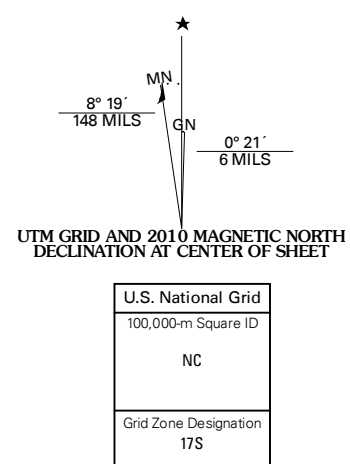 MN
8° 19´
148 MILS
GN
0° 21´
6 MILS
UTM GRID AND 2010 MAGNETIC NORTH
DECLINATION AT CENTER OF SHEET
U.S. National Grid
100,000-m Square ID
NC
Grid Zone Designation
17S